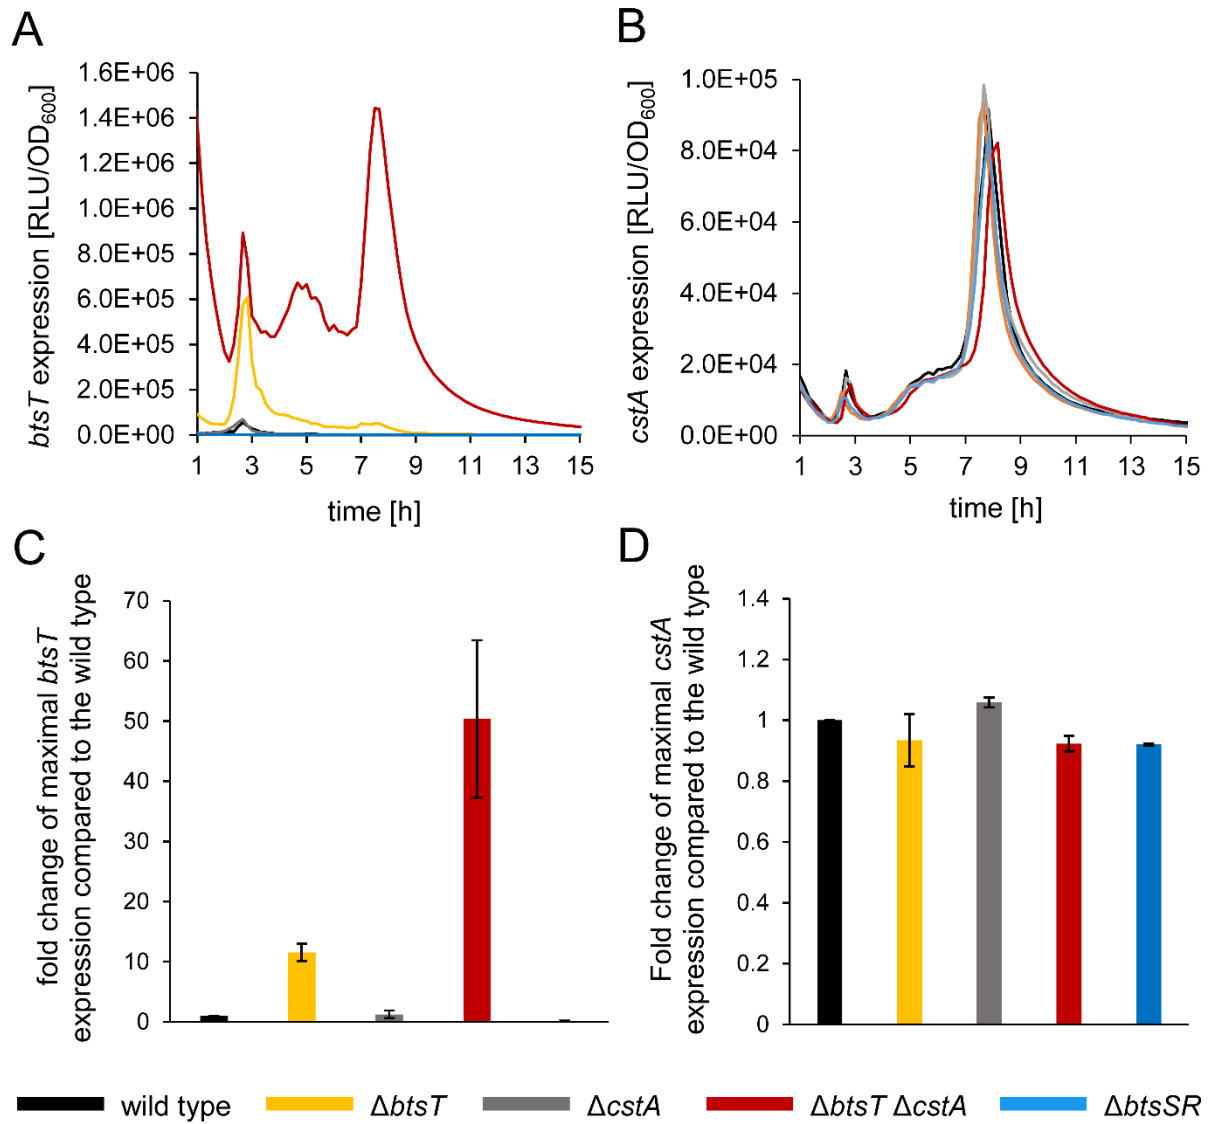 A
btsT expression [RLU/OD600]
1.6E+06
1.4E+06
1.2E+06
1.0E+06
8.0E+05
6.0E+05
4.0E+05
2.0E+05
0.0E+00
1 3 5 7 9 11 13 15
time [h]
B
cstA expression [RLU/OD600]
1.0E+05
8.0E+04
6.0E+04
4.0E+04
2.0E+04
0.0E+00
1 3 5 7 9 11 13 15
time [h]
C
fold change of maximal btsT
expression compared to the wild type
70
60
50
40
30
20
10
0
D
Fold change of maximal cstA
expression compared to the wild type
1.4
1.2
1
0.8
0.6
0.4
0.2
0
wild type ΔbtsT ΔcstA ΔbtsT ΔcstA ΔbtsSR